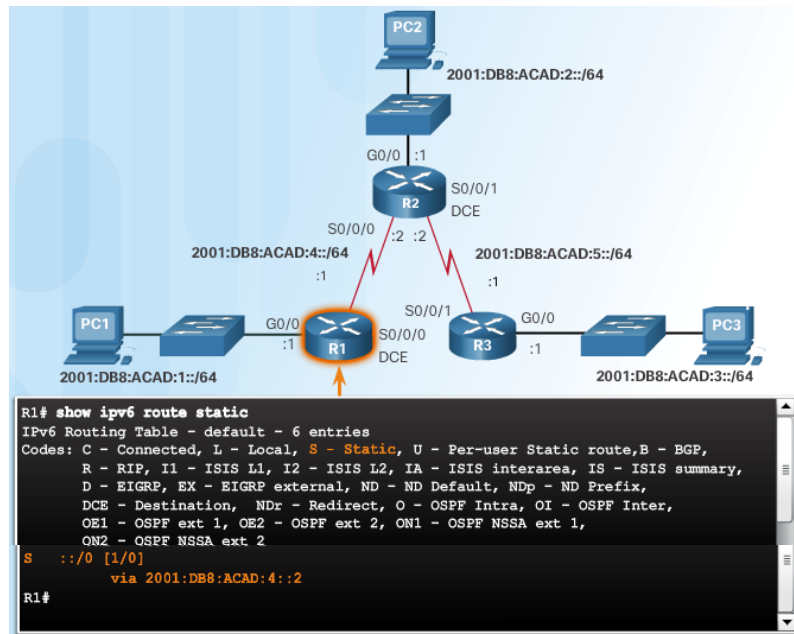 PC2
2001:DB8:ACAD:2::/64
G0/0 :1
S0/0/1
R2
DCE
S0/0/0
:2 :2
2001:DB8:ACAD:4::/64
2001:DB8:ACAD:5::/64
:1
:1
PC1
G0/0
:1
R1
S0/0/0
DCE
S0/0/1
R3
G0/0
:1
PC3
2001:DB8:ACAD:1::/64
2001:DB8:ACAD:3::/64
R1# show ipv6 route static
IPv6 Routing Table - default - 6 entries
Codes: C - Connected, L - Local, S - Static, U - Per-user Static route,B - BGP,
R - RIP, I1 - ISIS L1, I2 - ISIS L2, IA - ISIS interarea, IS - ISIS summary,
D - EIGRP, EX - EIGRP external, ND - ND Default, NDp - ND Prefix,
DCE - Destination, NDr - Redirect, O - OSPF Intra, OI - OSPF Inter,
OE1 - OSPF ext 1, OE2 - OSPF ext 2, ON1 - OSPF NSSA ext 1,
ON2 - OSPF NSSA ext 2
S ::/0 [1/0]
via 2001:DB8:ACAD:4::2
R1#